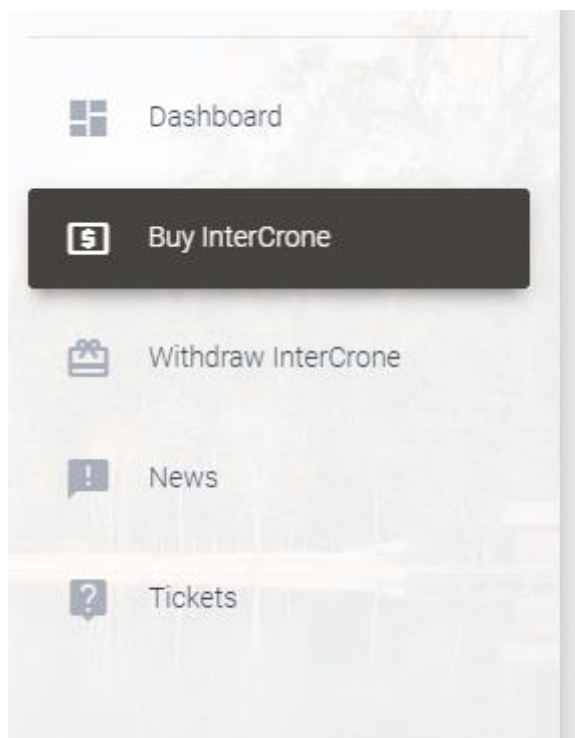 Dashboard
Buy InterCrone
Withdraw InterCrone
News
Tickets